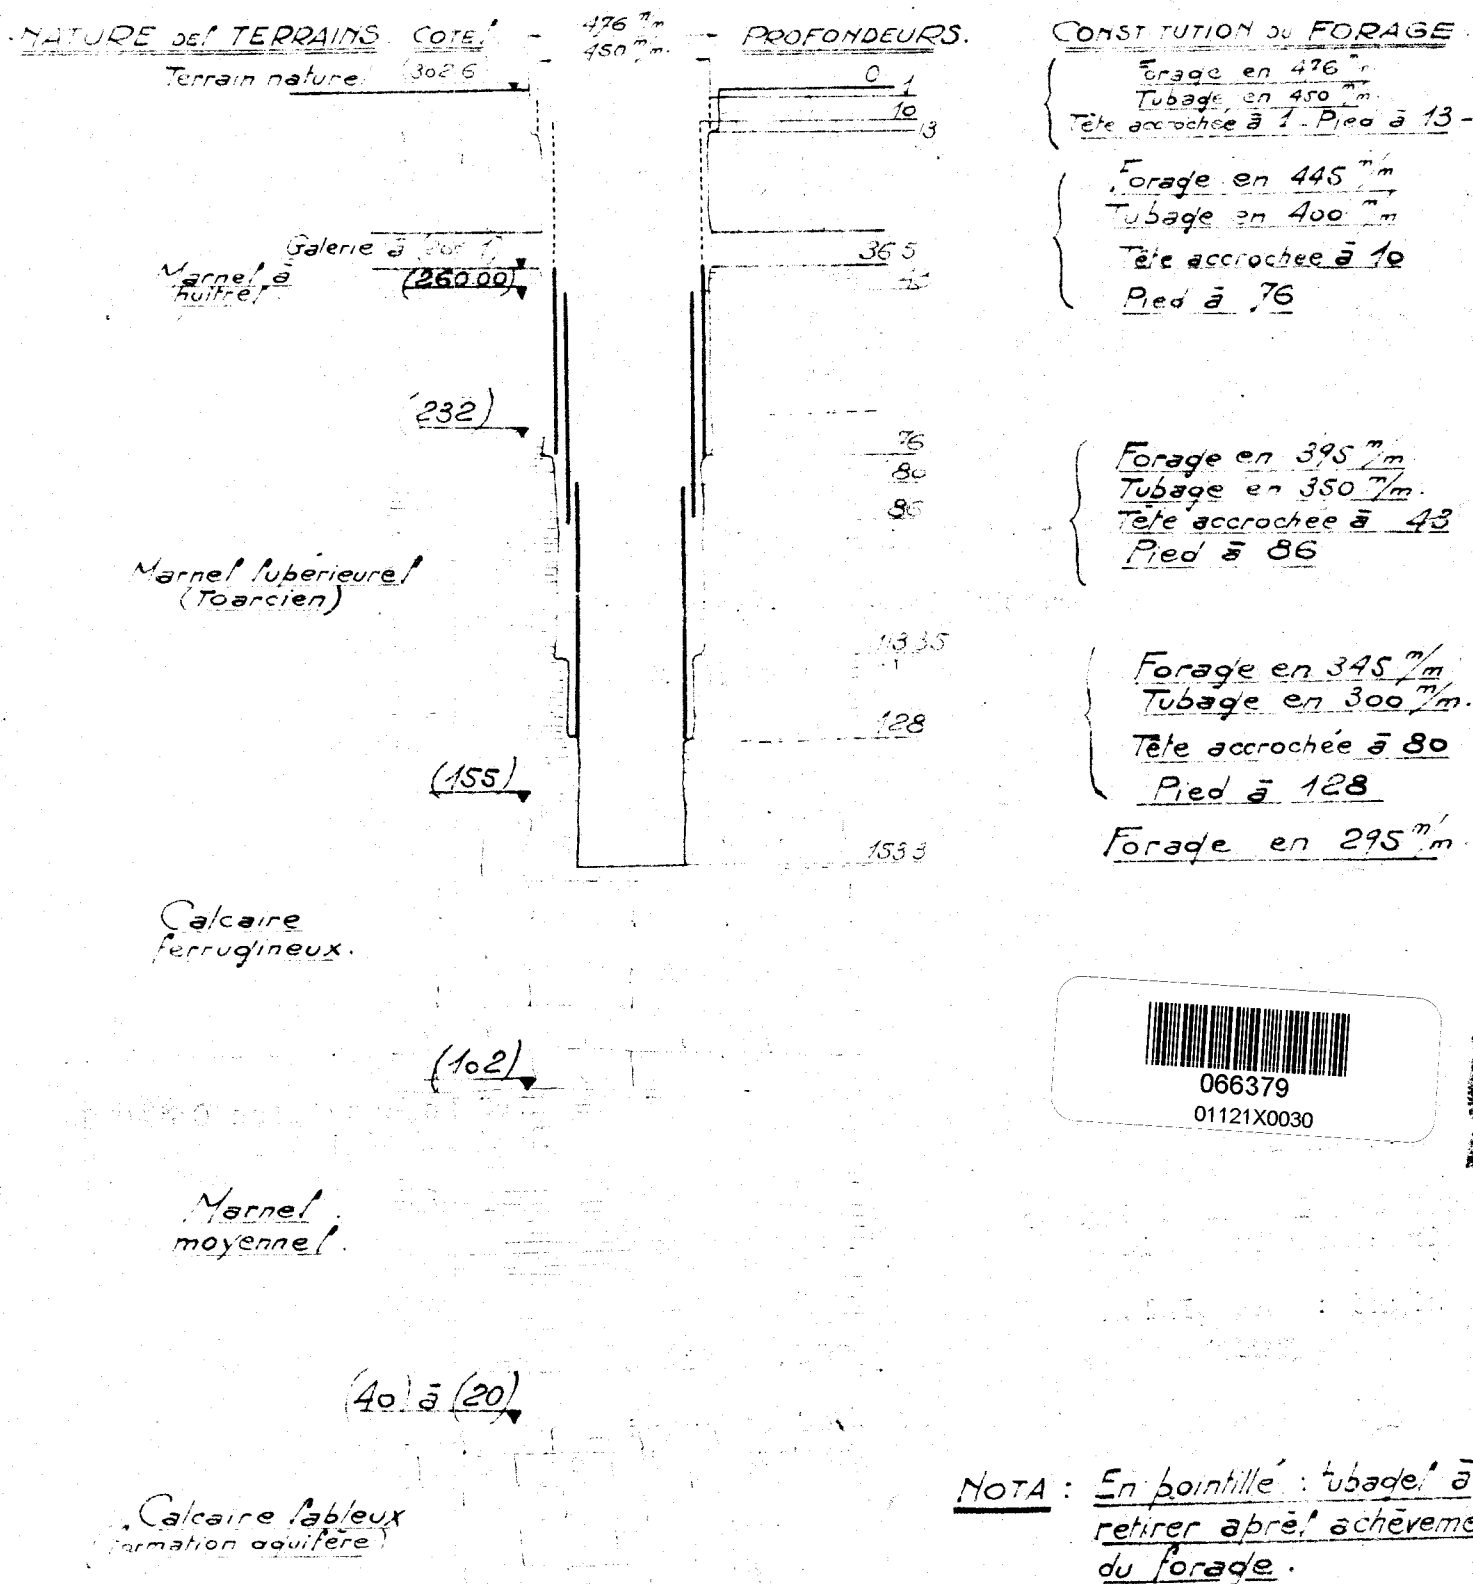 NATURE des TERRAINS COTES 476 m/m PROFONDEURS. CONSTITUTION du FORAGE
450 m/m
Terrain nature (302 6
0
1
10
13
Forage en 476 m/m
Tubage en 450 m/m.
Tête accrochée à 1 - Pied à 13 -
Forage en 445 m/m
Tubage en 400 m/m
Tête accrochée à 10
Pied à 76
Galerie à
36 5
Marnes à
huitres
(260.00)
43
(232)
76
80
86
Forage en 395 m/m
Tubage en 350 m/m.
Tête accrochée à 43
Pied à 86
Marnes supérieures
(Toarcien)
128
Forage en 345 m/m
Tubage en 300 m/m.
Tête accrochée à 80
Pied à 128
(155)
153 3
Forage en 295 m/m.
Calcaire
ferrugineux.
(102)
066379
01121X0030
Marnes
moyennes.
(40) à (20)
Calcaire sableux
(formation aquifère)
NOTA : En pointillé : tubages à
retirer après achèveme
du forage.